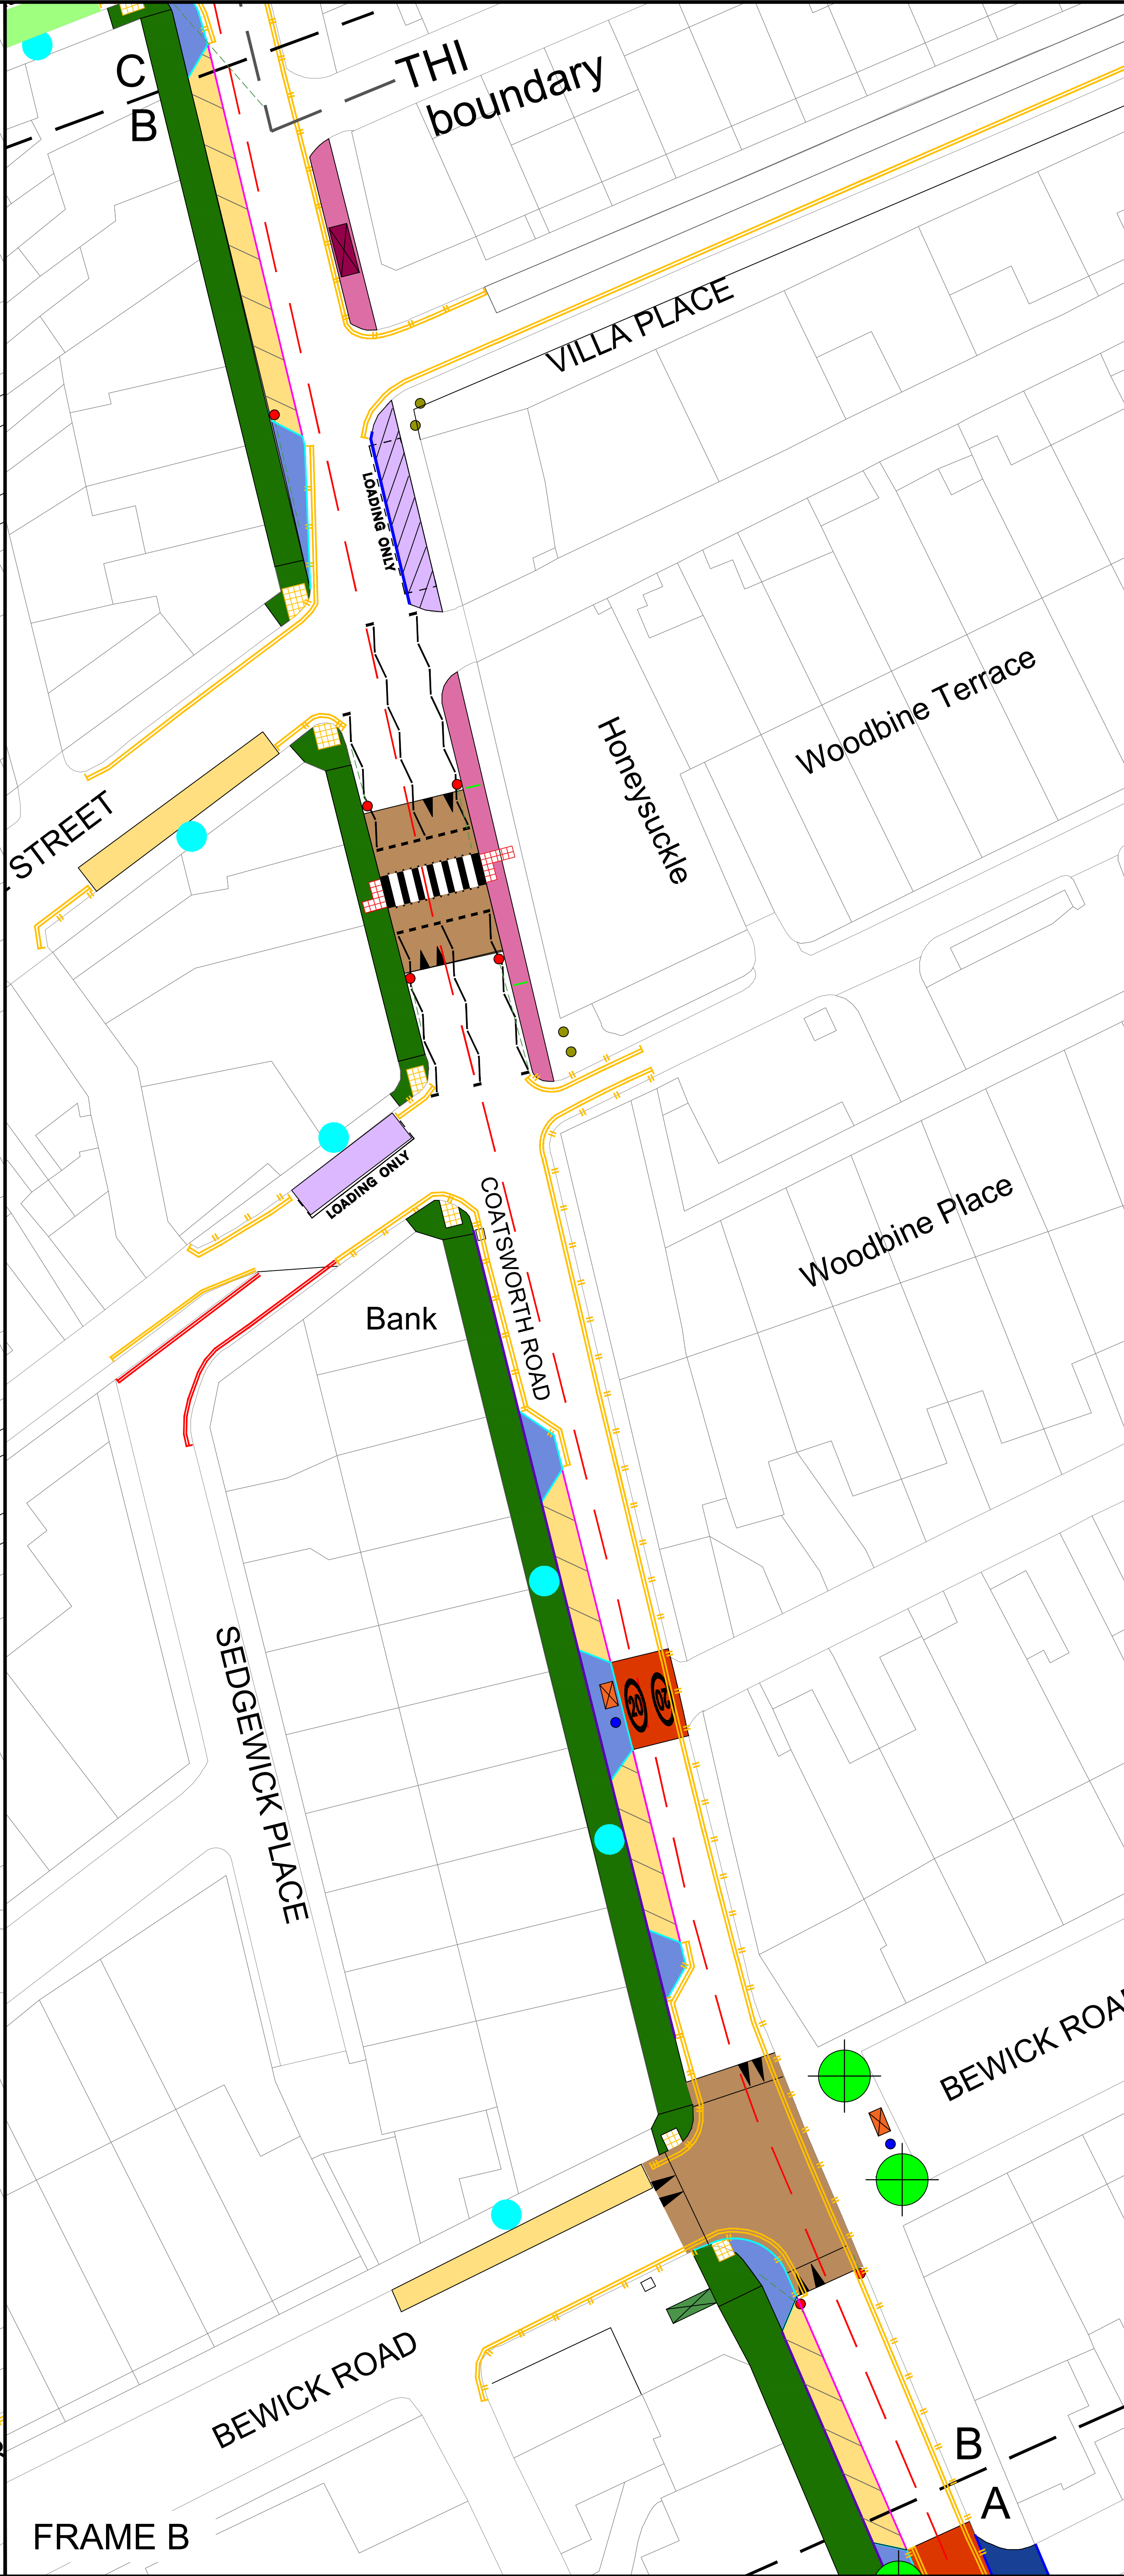 C
B
THI
boundary
VILLA PLACE
LOADING ONLY
Woodbine Terrace
Honeysuckle
STREET
LOADING ONLY
COATSWORTH ROAD
Woodbine Place
Bank
SEDGEWICK PLACE
20
20
BEWICK ROA
BEWICK ROAD
B
A
FRAME B